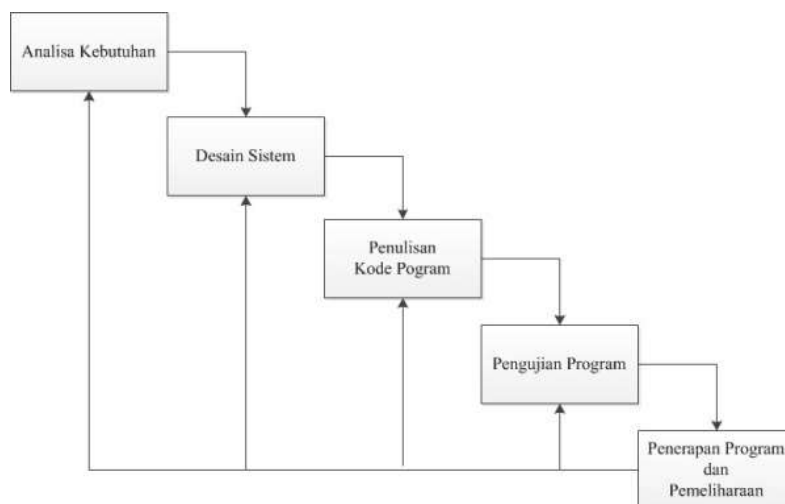 Analisa Kebutuhan
Desain Sistem
Penulisan
Kode Pogram
Pengujian Program
Penerapan Program
dan
Pemeliharaan